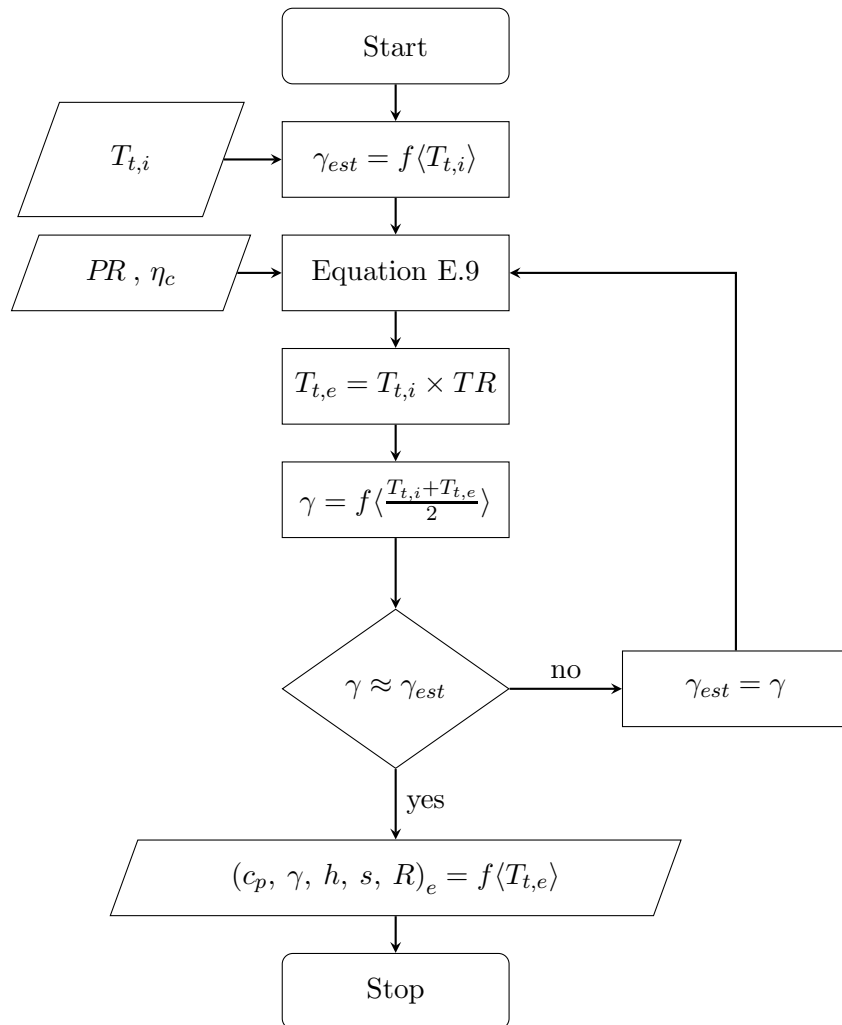 Start
T_{t,i}
γ_{est} = f⟨T_{t,i}⟩
PR , η_c
Equation E.9
T_{t,e} = T_{t,i} × TR
γ = f⟨\frac{T_{t,i}+T_{t,e}}{2}⟩
γ ≈ γ_{est}
no
γ_{est} = γ
yes
(c_p, γ, h, s, R)_e = f⟨T_{t,e}⟩
Stop